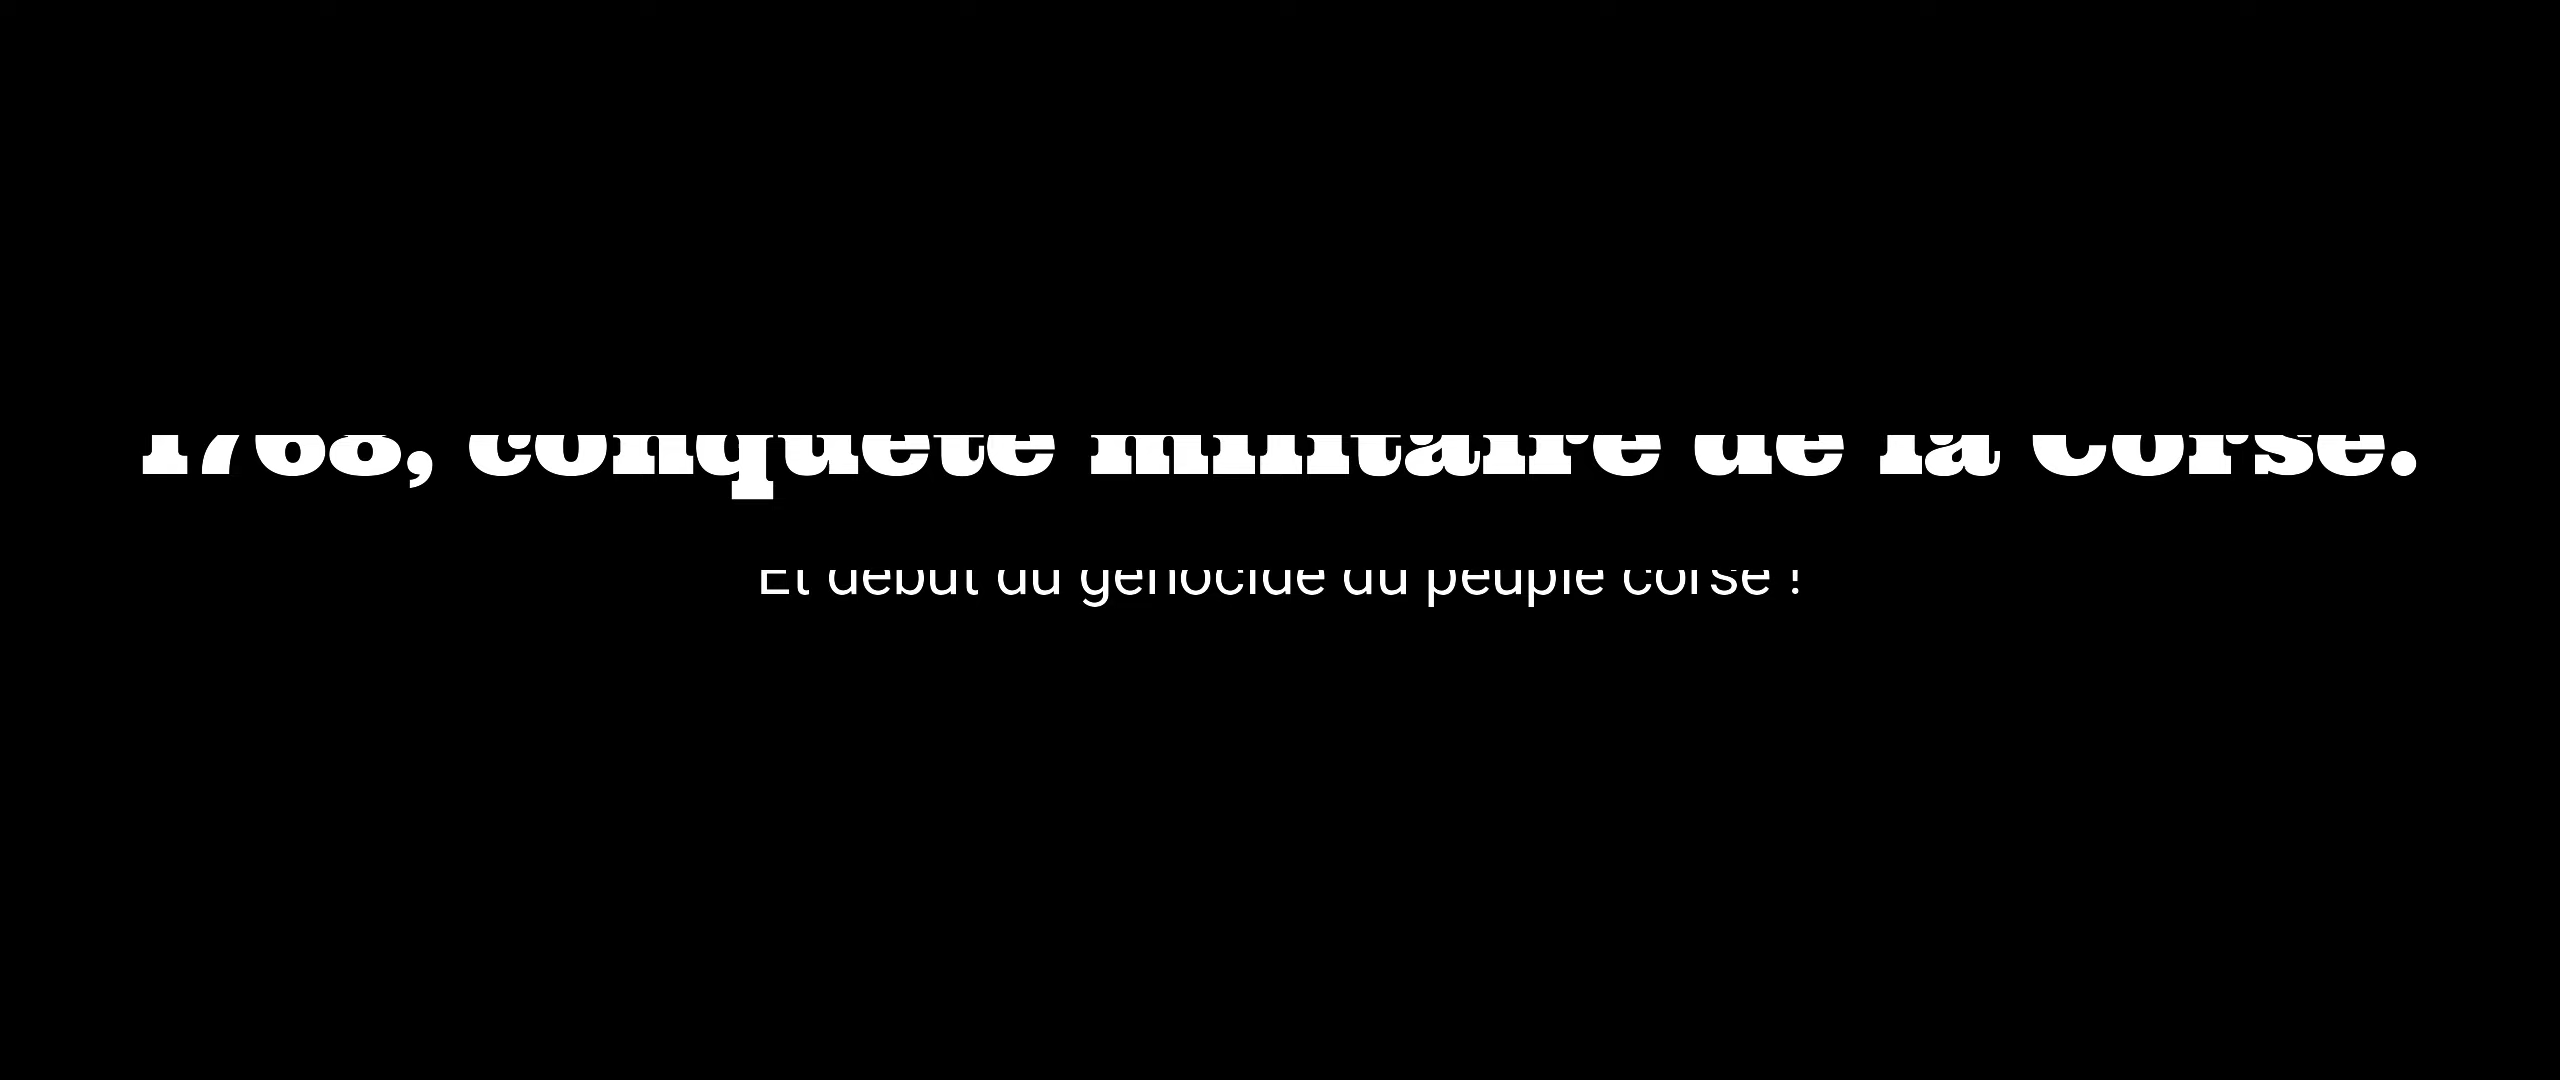 1768, conquête militaire de la Corse.
Et début du génocide du peuple corse !